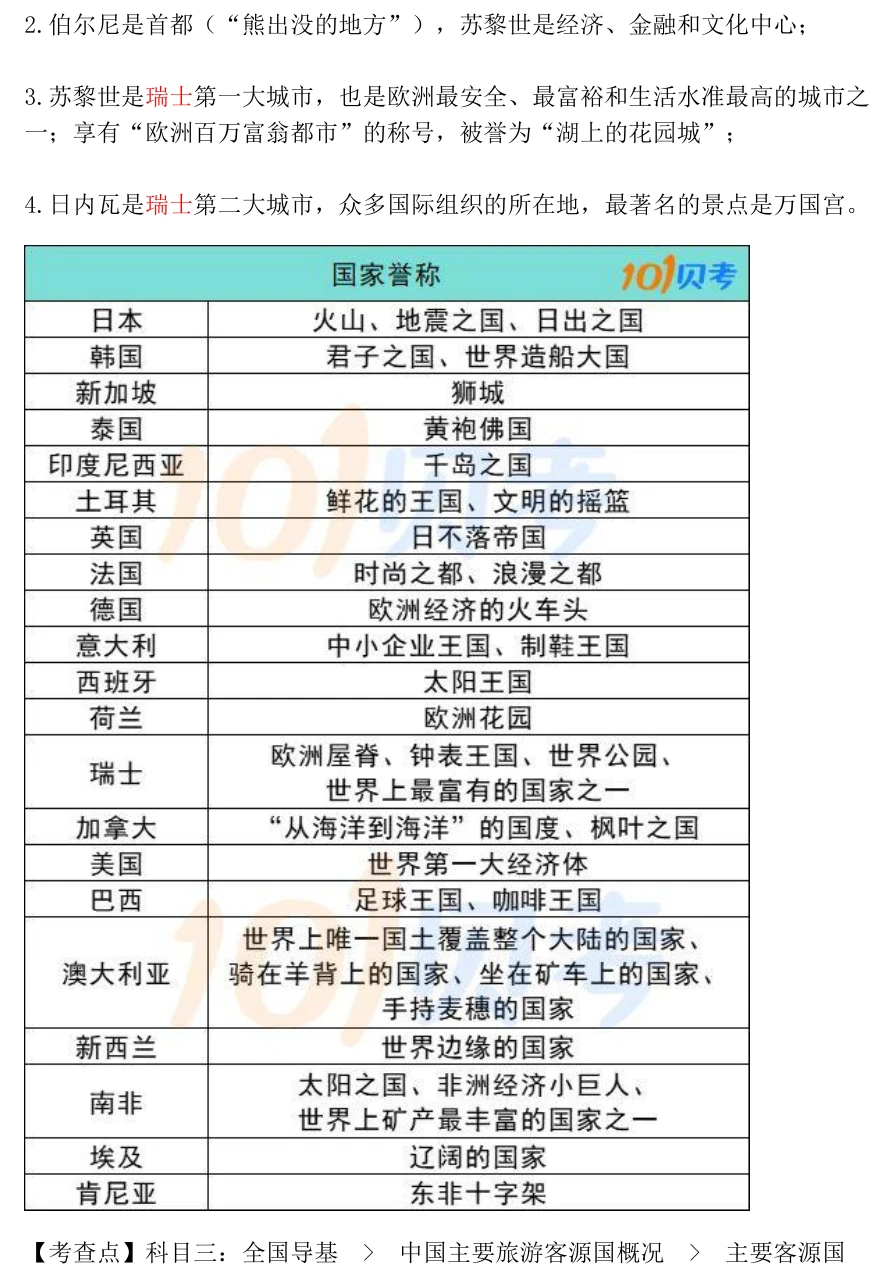 2.伯尔尼是首都（“熊出没的地方”），苏黎世是经济、金融和文化中心；
3.苏黎世是瑞士第一大城市，也是欧洲最安全、最富裕和生活水准最高的城市之
一；享有“欧洲百万富翁都市”的称号，被誉为“湖上的花园城”；
4.日内瓦是瑞士第二大城市，众多国际组织的所在地，最著名的景点是万国宫。
国家誉称 101贝考
日本 火山、地震之国、日出之国
韩国 君子之国、世界造船大国
新加坡 狮城
泰国 黄袍佛国
印度尼西亚 千岛之国
土耳其 鲜花的王国、文明的摇篮
英国 日不落帝国
法国 时尚之都、浪漫之都
德国 欧洲经济的火车头
意大利 中小企业王国、制鞋王国
西班牙 太阳王国
荷兰 欧洲花园
瑞士 欧洲屋脊、钟表王国、世界公园、
世界上最富有的国家之一
加拿大 “从海洋到海洋”的国度、枫叶之国
美国 世界第一大经济体
巴西 足球王国、咖啡王国
澳大利亚 世界上唯一国土覆盖整个大陆的国家、
骑在羊背上的国家、坐在矿车上的国家、
手持麦穗的国家
新西兰 世界边缘的国家
南非 太阳之国、非洲经济小巨人、
世界上矿产最丰富的国家之一
埃及 辽阔的国家
肯尼亚 东非十字架
【考查点】科目三：全国导基 > 中国主要旅游客源国概况 > 主要客源国